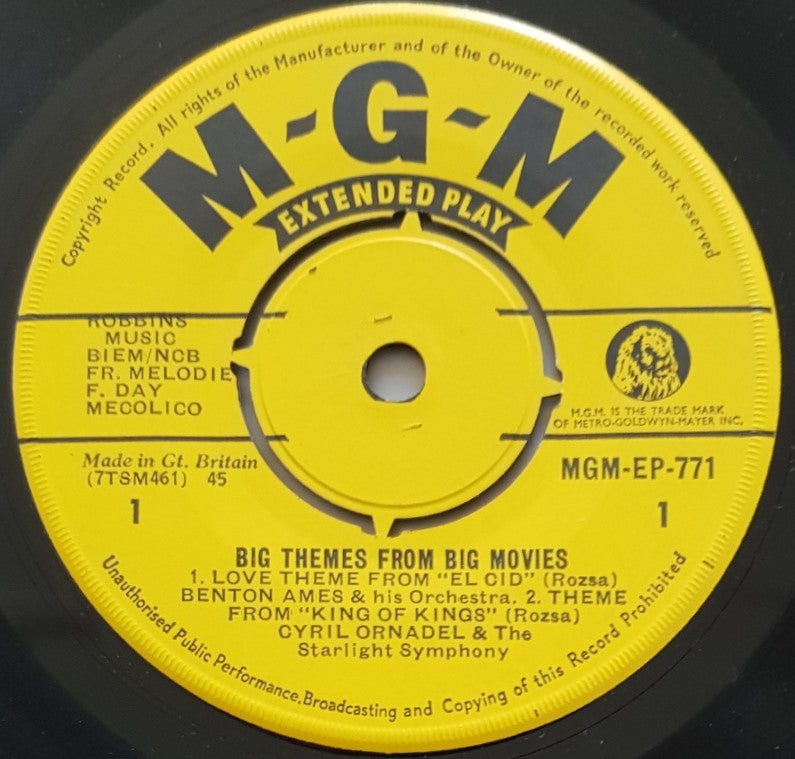 Copyright Record. All rights of the Manufacturer and of the Owner of the recorded work reserved
M-G-M
EXTENDED PLAY
ROBBINS
MUSIC
BIEM/NCB
FR. MELODIE
F. DAY
MECOLICO
M.G.M. IS THE TRADE MARK
OF METRO-GOLDWYN-MAYER INC.
Made in Gt. Britain
(7TSM461) 45
MGM-EP-771
1
1
BIG THEMES FROM BIG MOVIES
1. LOVE THEME FROM "EL CID" (Rozsa)
BENTON AMES & his Orchestra. 2. THEME
FROM "KING OF KINGS" (Rozsa)
CYRIL ORNADEL & The
Starlight Symphony
Unauthorised Public Performance, Broadcasting and Copying of this Record Prohibited